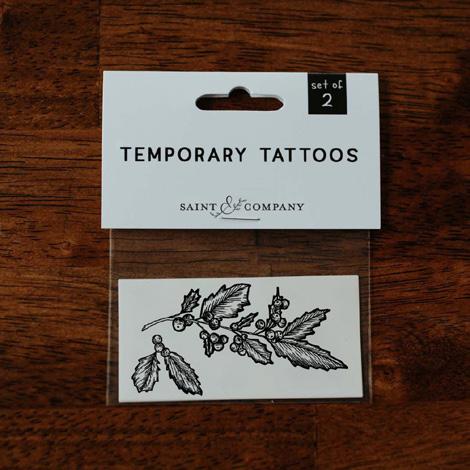 set of
2
TEMPORARY TATTOOS
SAINT & COMPANY